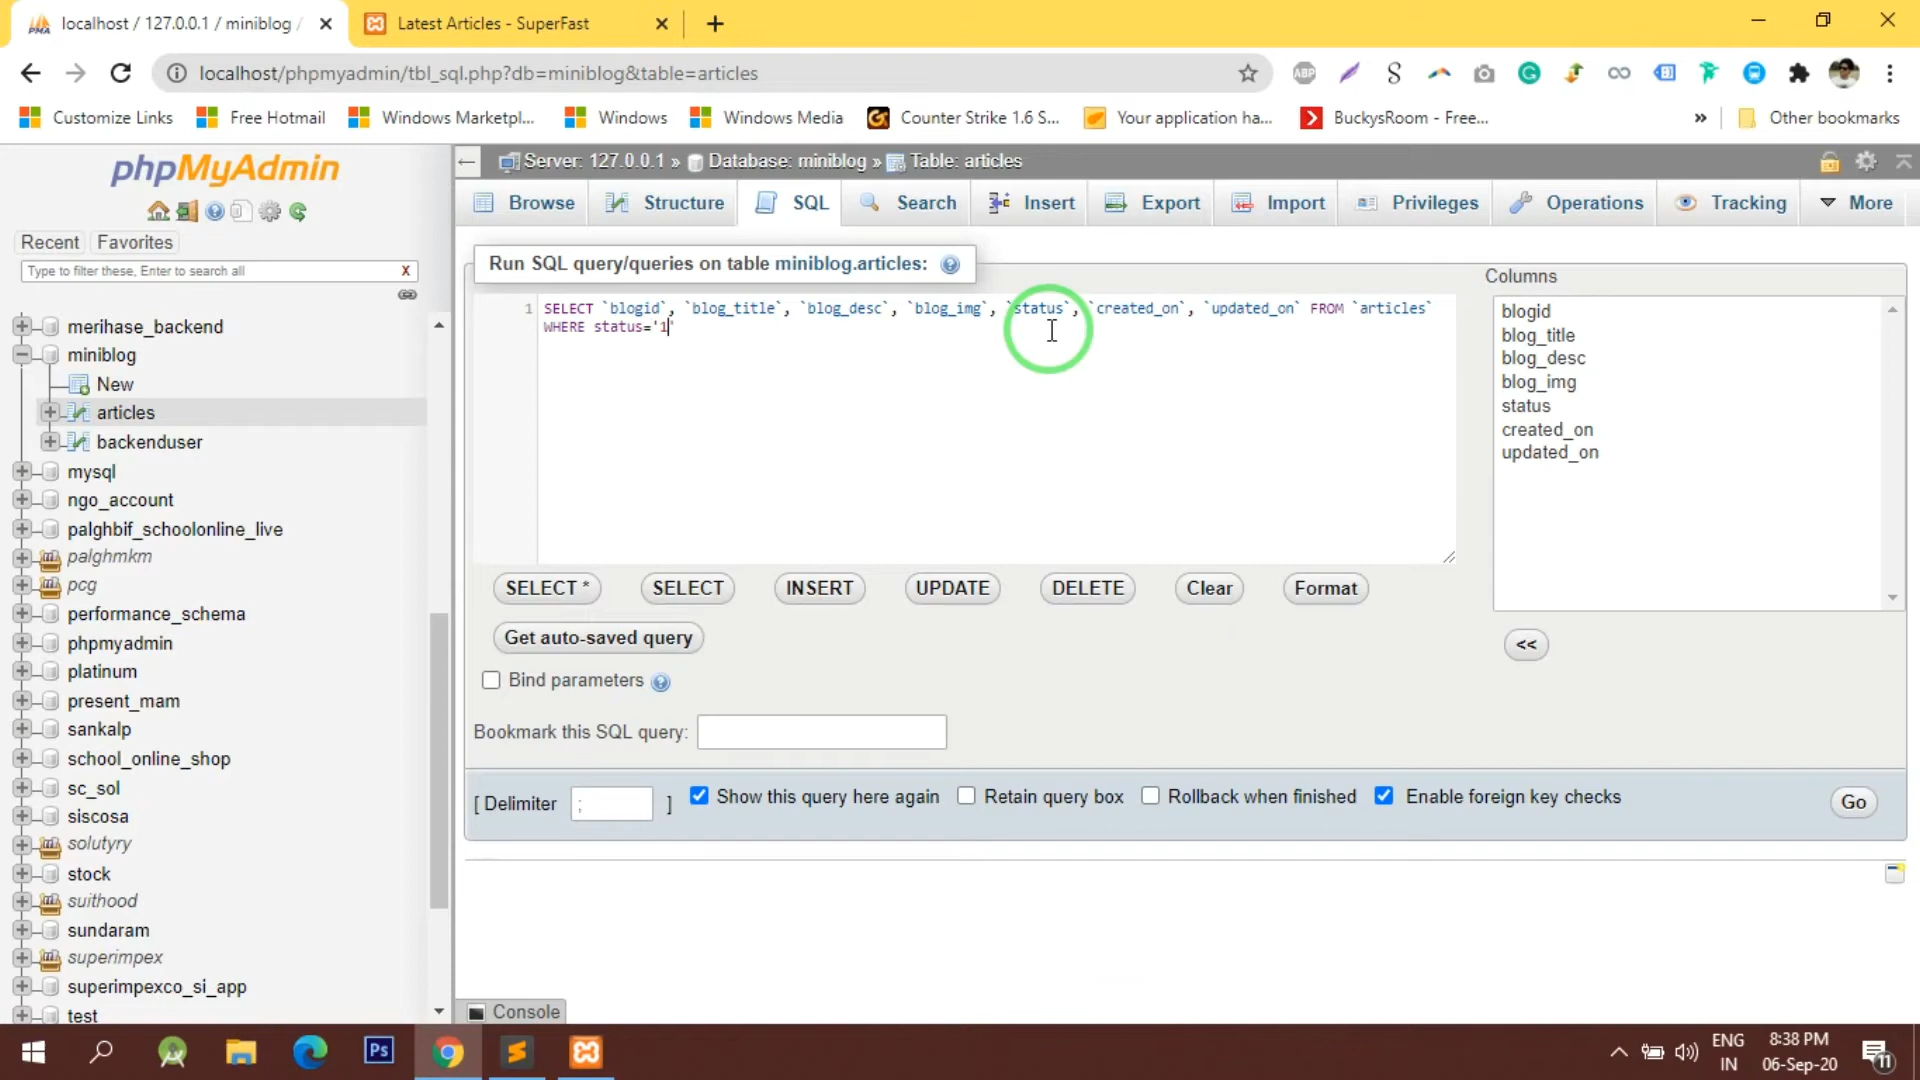 localhost / 127.0.0.1 / miniblog /
Latest Articles - SuperFast
localhost/phpmyadmin/tbl_sql.php?db=miniblog&table=articles
Customize Links
Free Hotmail
Windows Marketpl...
Windows
Windows Media
Counter Strike 1.6 S...
Your application ha...
BuckysRoom - Free...
»
Other bookmarks
phpMyAdmin
Recent
Favorites
Type to filter these, Enter to search all
X
merihase_backend
miniblog
New
articles
backenduser
mysql
ngo_account
palghbif_schoolonline_live
palghmkm
pcg
performance_schema
phpmyadmin
platinum
present_mam
sankalp
school_online_shop
sc_sol
siscosa
solutyry
stock
suithood
sundaram
superimpex
superimpexco_si_app
test
Server: 127.0.0.1 » Database: miniblog » Table: articles
Browse
Structure
SQL
Search
Insert
Export
Import
Privileges
Operations
Tracking
More
Run SQL query/queries on table miniblog.articles:
1
SELECT `blogid`, `blog_title`, `blog_desc`, `blog_img`, `status`, `created_on`, `updated_on` FROM `articles`
WHERE status='1'
Columns
blogid
blog_title
blog_desc
blog_img
status
created_on
updated_on
<<
SELECT *
SELECT
INSERT
UPDATE
DELETE
Clear
Format
Get auto-saved query
Bind parameters
Bookmark this SQL query:
[ Delimiter ; ]
Show this query here again
Retain query box
Rollback when finished
Enable foreign key checks
Go
Console
Ps
ENG
IN
8:38 PM
06-Sep-20
11